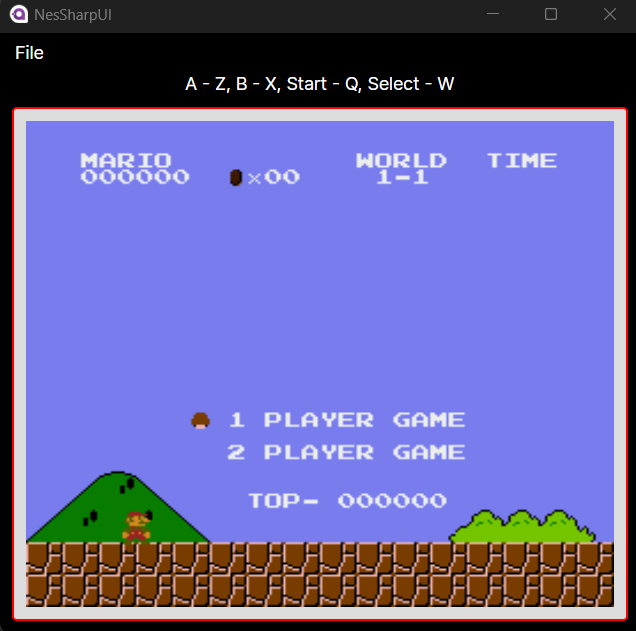 NesSharpUI
File
A - Z, B - X, Start - Q, Select - W
MARIO WORLD TIME
000000 ×00 1-1
1 PLAYER GAME
2 PLAYER GAME
TOP- 000000